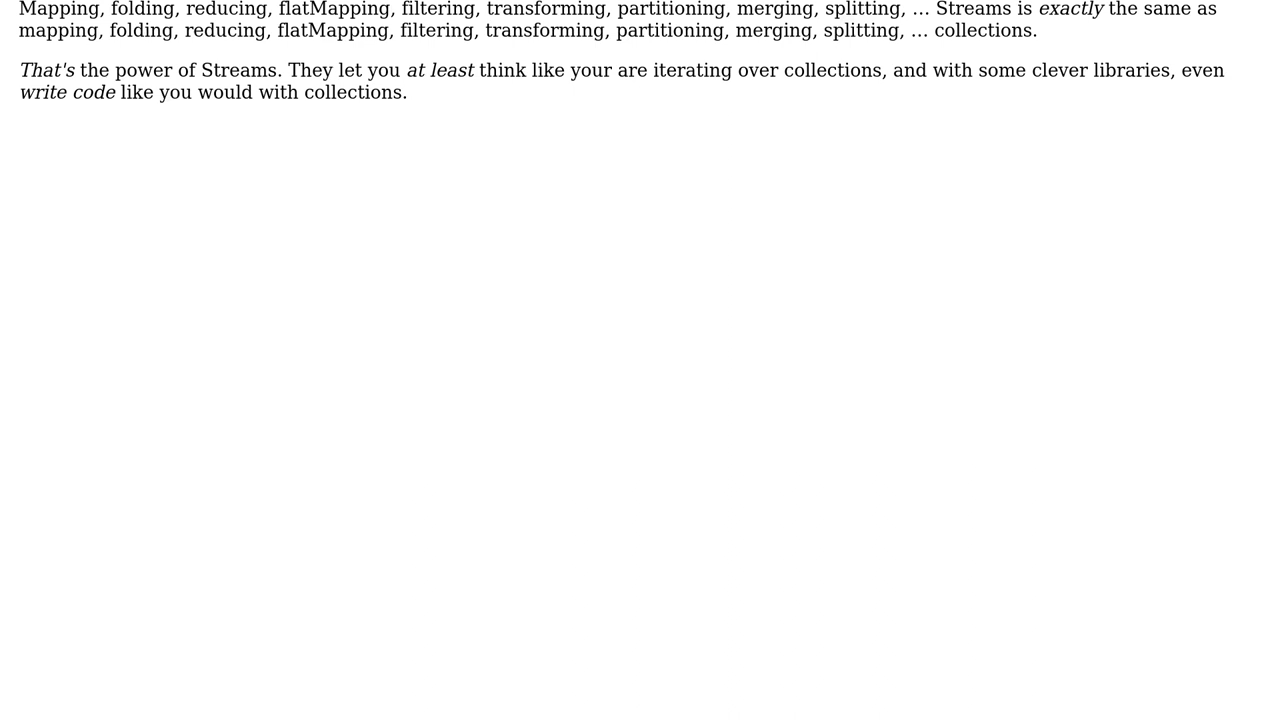 Mapping, folding, reducing, flatMapping, filtering, transforming, partitioning, merging, splitting, … Streams is exactly the same as
mapping, folding, reducing, flatMapping, filtering, transforming, partitioning, merging, splitting, … collections.
That's the power of Streams. They let you at least think like your are iterating over collections, and with some clever libraries, even
write code like you would with collections.